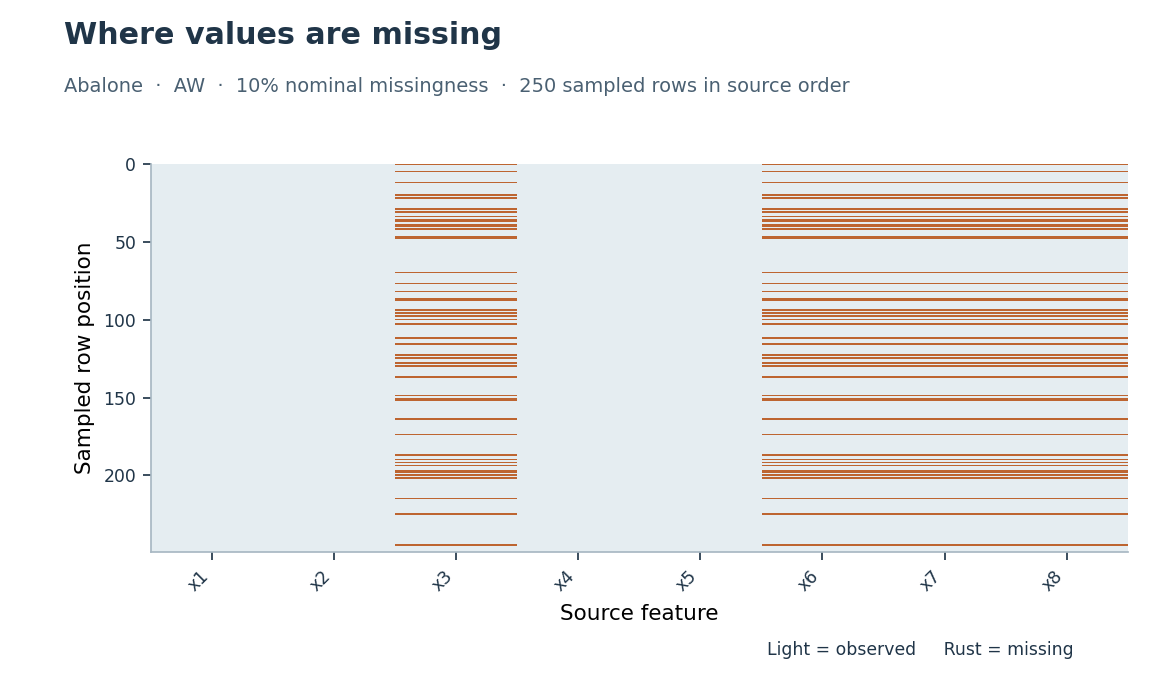 Where values are missing
Abalone · AW · 10% nominal missingness · 250 sampled rows in source order
0
50
100
150
200
Sampled row position
x1 x2 x3 x4 x5 x6 x7 x8
Source feature
Light = observed Rust = missing